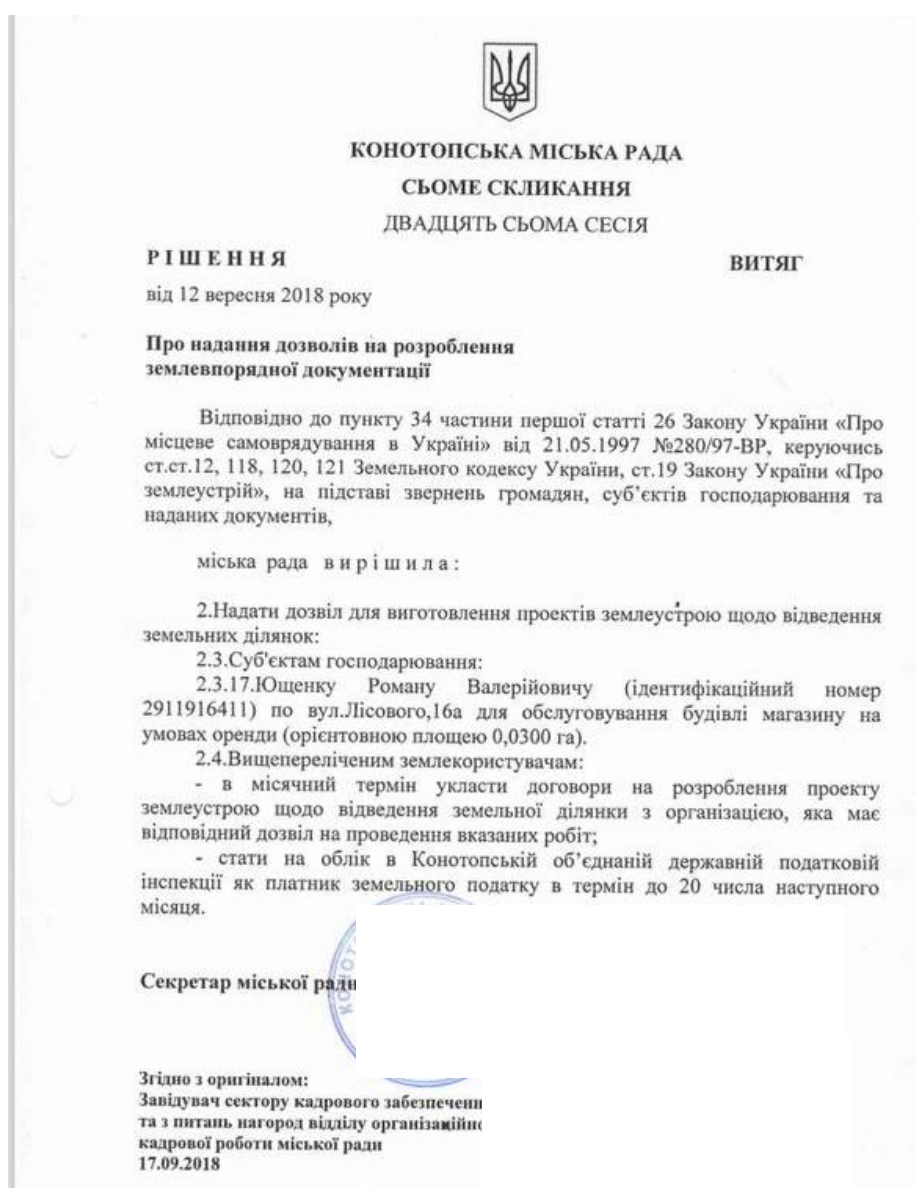 КОНОТОПСЬКА МІСЬКА РАДА
СЬОМЕ СКЛИКАННЯ
ДВАДЦЯТЬ СЬОМА СЕСІЯ
Р І Ш Е Н Н Я ВИТЯГ
від 12 вересня 2018 року
Про надання дозволів на розроблення
землевпорядної документації
Відповідно до пункту 34 частини першої статті 26 Закону України «Про
місцеве самоврядування в Україні» від 21.05.1997 №280/97-ВР, керуючись
ст.ст.12, 118, 120, 121 Земельного кодексу України, ст.19 Закону України «Про
землеустрій», на підставі звернень громадян, суб’єктів господарювання та
наданих документів,
міська рада в и р і ш и л а :
2.Надати дозвіл для виготовлення проектів землеустрою щодо відведення
земельних ділянок:
2.3.Суб'єктам господарювання:
2.3.17.Ющенку Роману Валерійовичу (ідентифікаційний номер
2911916411) по вул.Лісового,16а для обслуговування будівлі магазину на
умовах оренди (орієнтовною площею 0,0300 га).
2.4.Вищепереліченим землекористувачам:
- в місячний термін укласти договори на розроблення проекту
землеустрою щодо відведення земельної ділянки з організацією, яка має
відповідний дозвіл на проведення вказаних робіт;
- стати на облік в Конотопській об’єднаній державній податковій
інспекції як платник земельного податку в термін до 20 числа наступного
місяця.
Секретар міської ради
Згідно з оригіналом:
Завідувач сектору кадрового забезпеченн
та з питань нагород відділу організаційно
кадрової роботи міської ради
17.09.2018